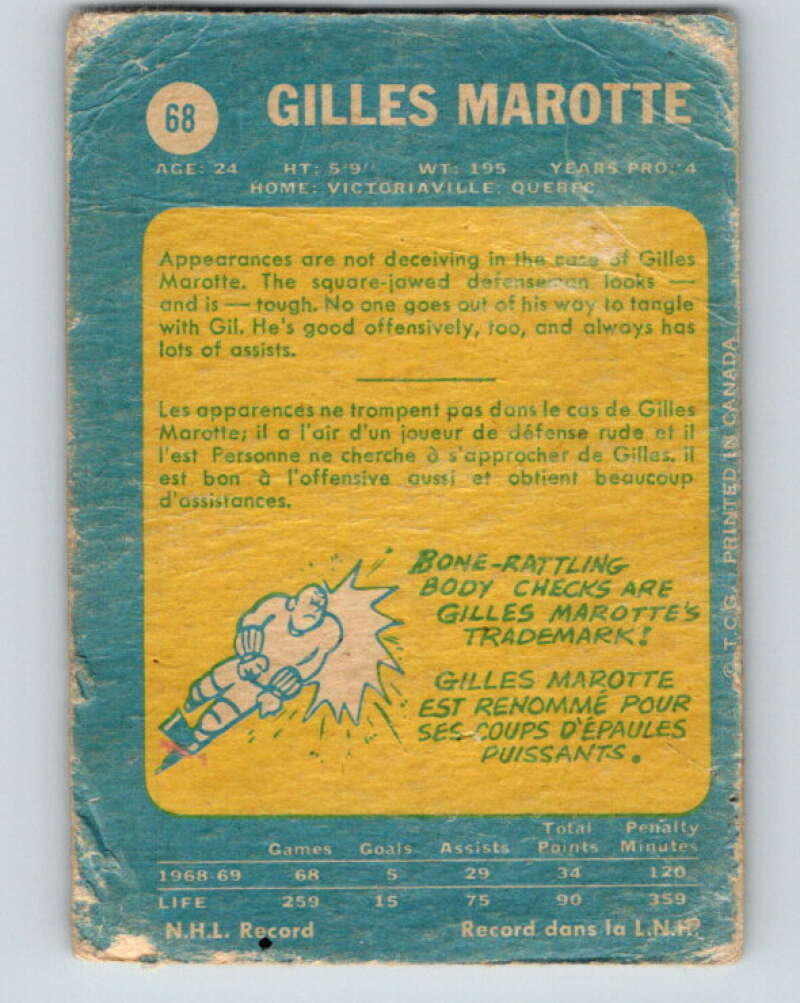 68
GILLES MAROTTE
AGE: 24 HT: 5'9" WT: 195 YEARS PRO: 4
HOME: VICTORIAVILLE, QUEBEC
Appearances are not deceiving in the case of Gilles
Marotte. The square-jawed defenseman looks —
and is — tough. No one goes out of his way to tangle
with Gil. He's good offensively, too, and always has
lots of assists.
Les apparences ne trompent pas dans le cas de Gilles
Marotte; il a l'air d'un joueur de défense rude et il
l'est Personne ne cherche à s'approcher de Gilles. il
est bon à l'offensive aussi et obtient beaucoup
d'assistances.
BONE-RATTLING
BODY CHECKS ARE
GILLES MAROTTE'S
TRADEMARK!
GILLES MAROTTE
EST RENOMMÉ POUR
SES COUPS D'ÉPAULES
PUISSANTS.
© T.C.G. PRINTED IN CANADA
Games Goals Assists Total Points Penalty Minutes
1968-69 68 5 29 34 120
LIFE 259 15 75 90 359
N.H.L. Record Record dans la L.N.H.